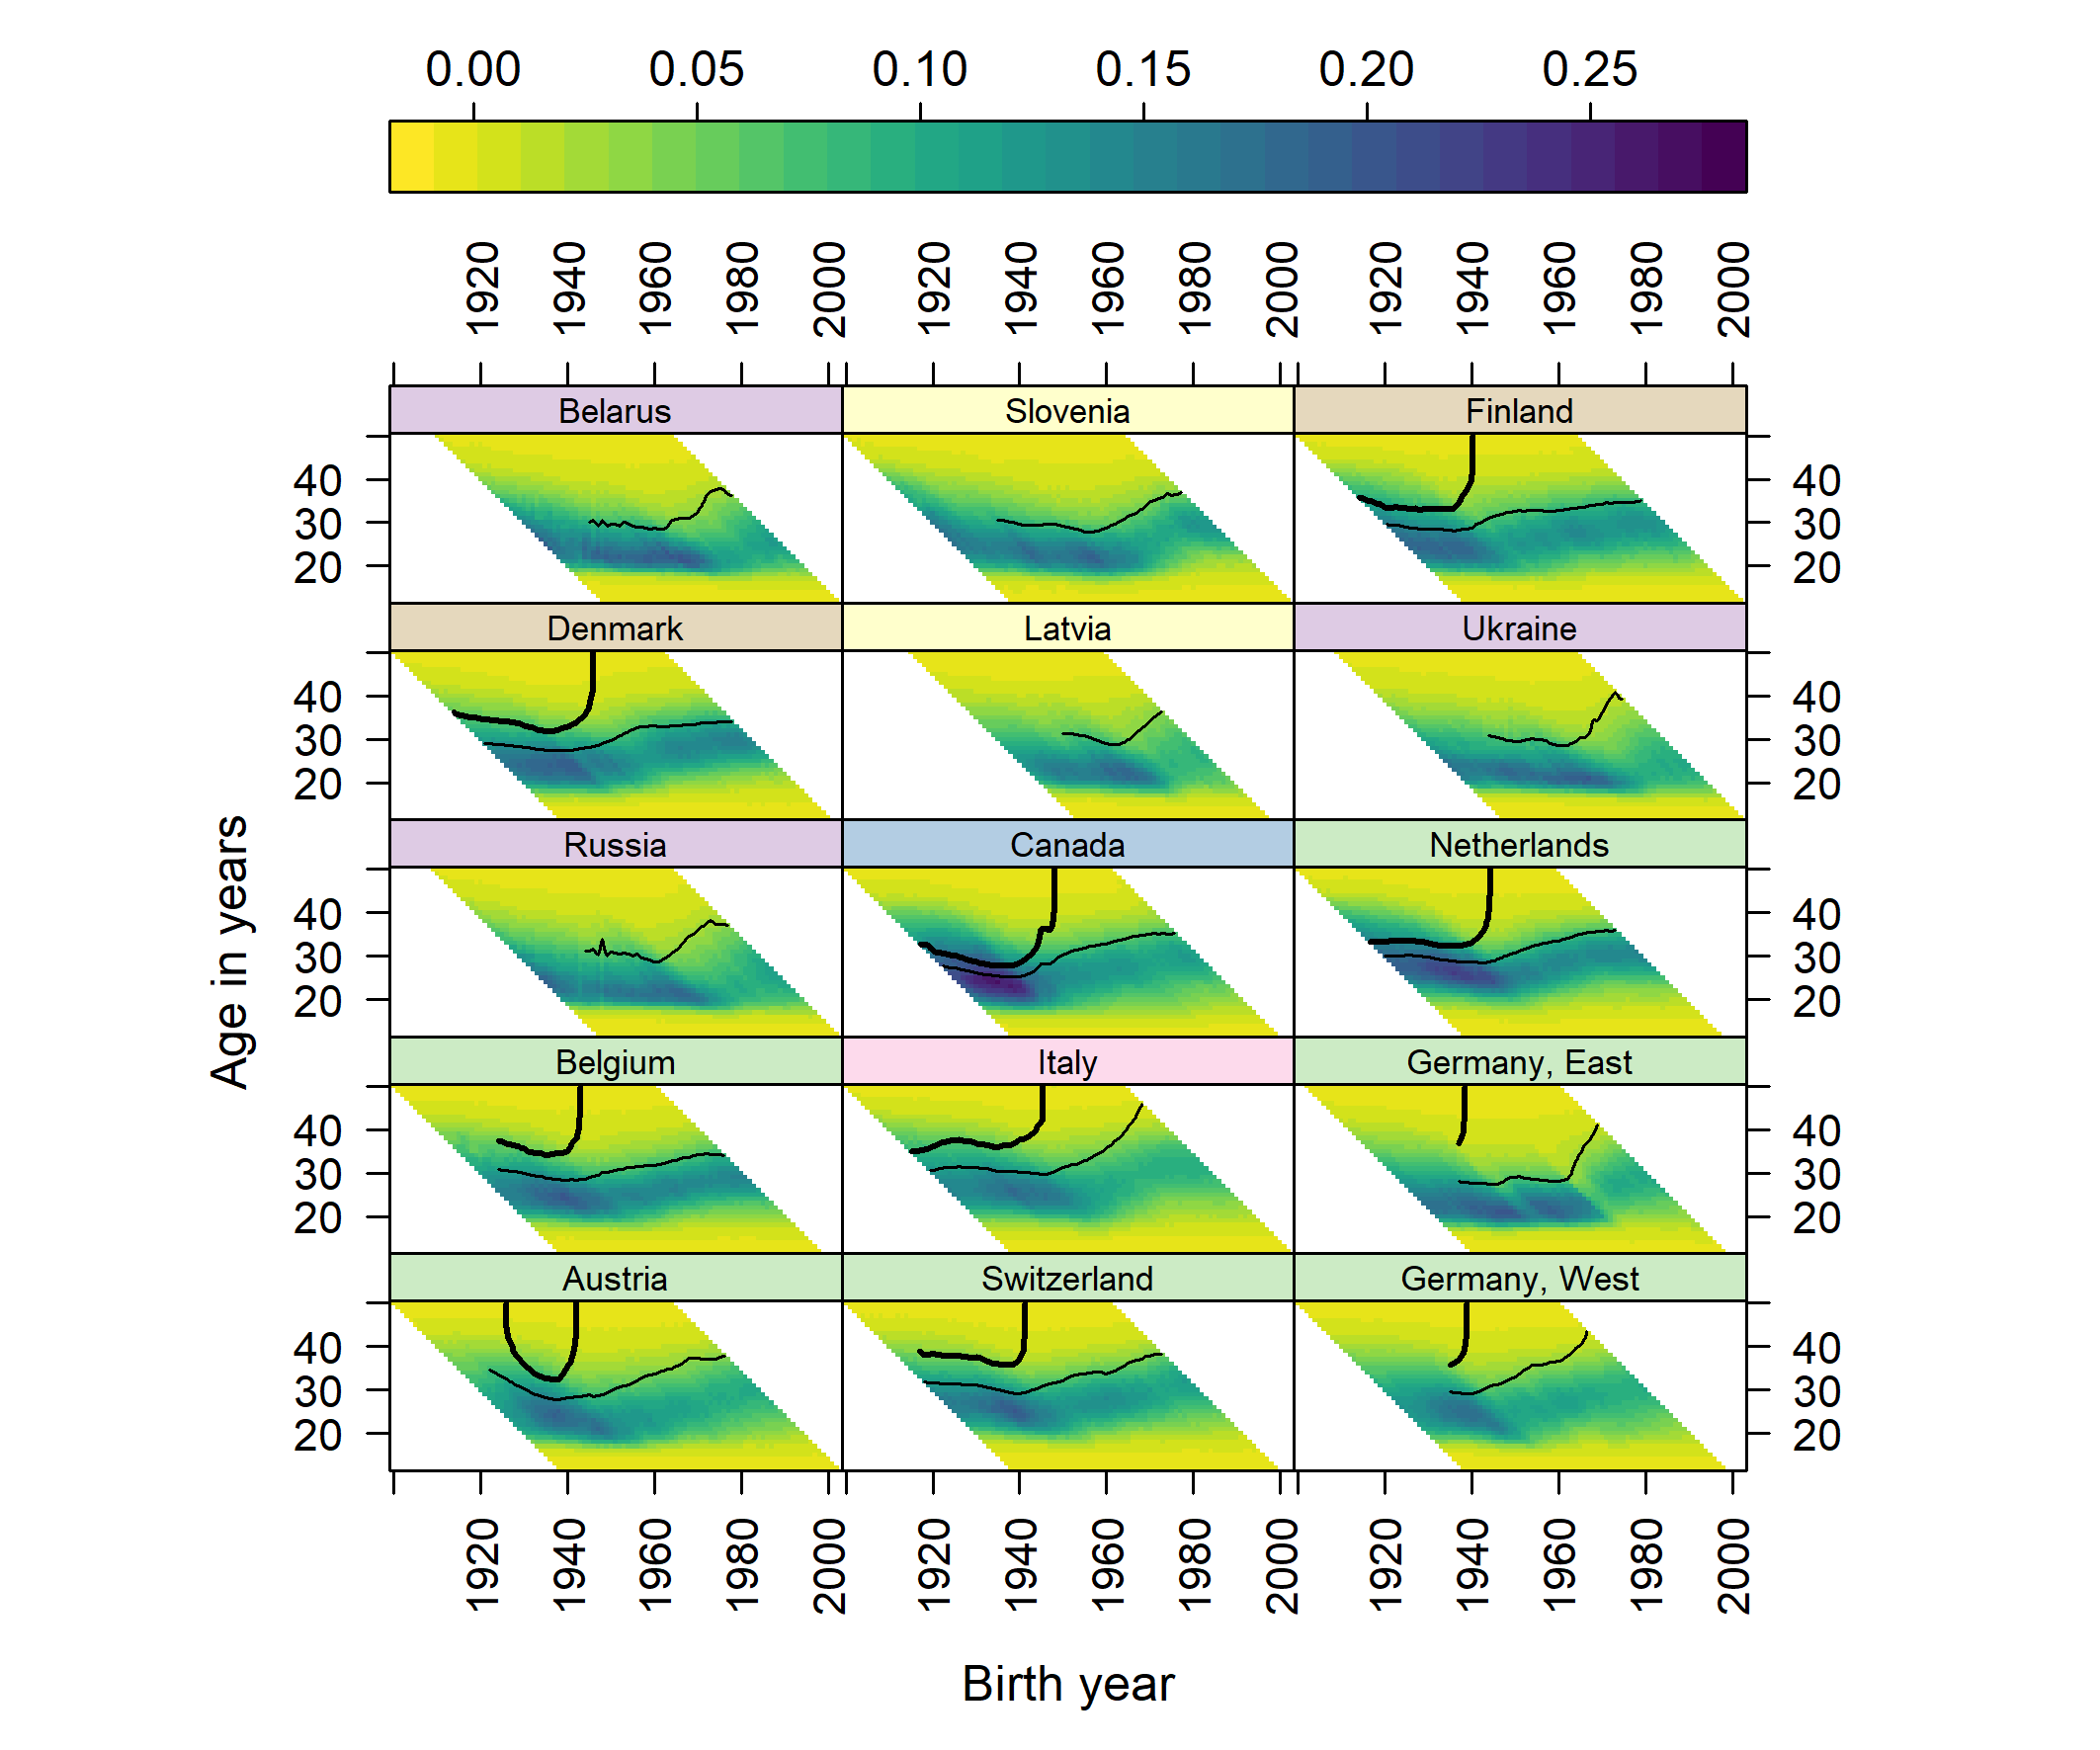 0.00 0.05 0.10 0.15 0.20 0.25
1920 1940 1960 1980 2000 1920 1940 1960 1980 2000 1920 1940 1960 1980 2000
Belarus Slovenia Finland
40 40
30 30
20 20
Denmark Latvia Ukraine
40 40
30 30
20 20
Russia Canada Netherlands
40 40
30 30
20 20
Belgium Italy Germany, East
40 40
30 30
20 20
Austria Switzerland Germany, West
40 40
30 30
20 20
Age in years
1920 1940 1960 1980 2000 1920 1940 1960 1980 2000 1920 1940 1960 1980 2000
Birth year